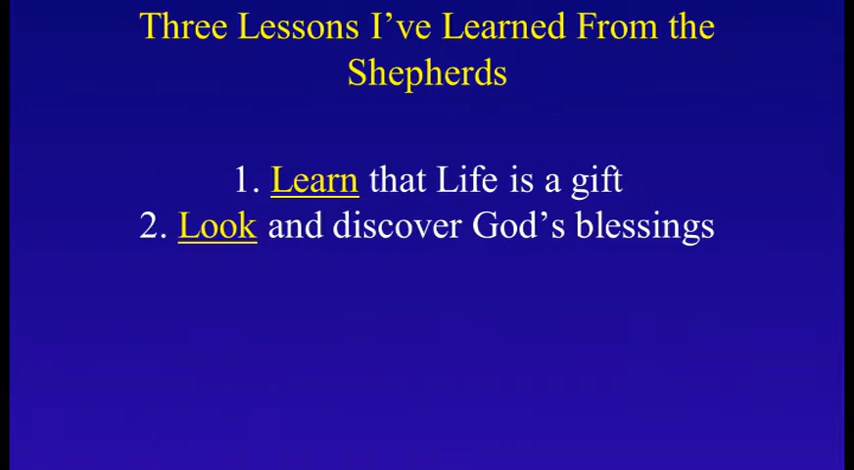 Three Lessons I’ve Learned From the
Shepherds
1. Learn that Life is a gift
2. Look and discover God’s blessings